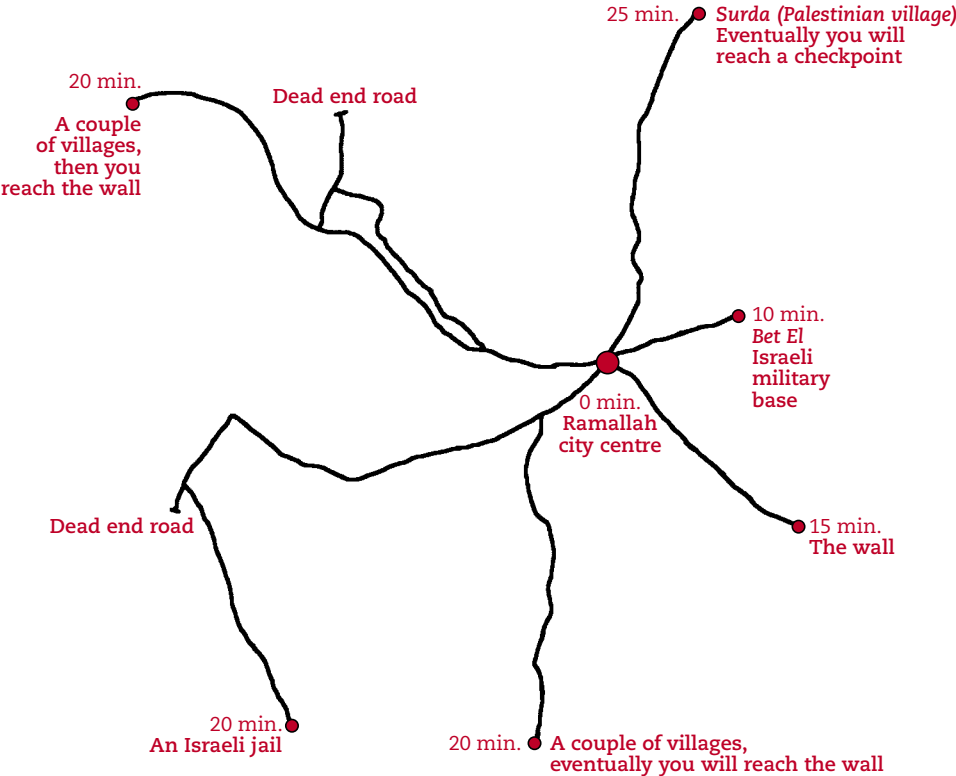 25 min.
Surda (Palestinian village)
Eventually you will
reach a checkpoint
20 min.
A couple
of villages,
then you
reach the wall
Dead end road
10 min.
Bet El
Israeli
military
base
0 min.
Ramallah
city centre
15 min.
The wall
Dead end road
20 min.
An Israeli jail
20 min.
A couple of villages,
eventually you will reach the wall